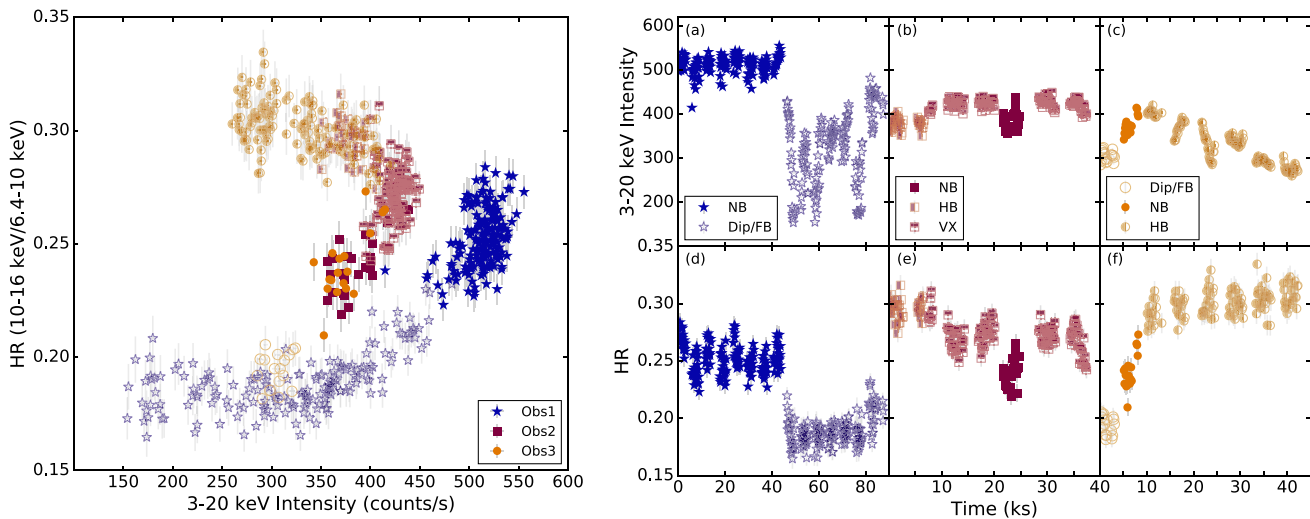 0.35
0.30
0.25
0.20
0.15
HR (10-16 keV/6.4-10 keV)
100 150 200 250 300 350 400 450 500 550 600
3-20 keV Intensity (counts/s)
Obs1
Obs2
Obs3
600
500
400
300
200
100
3-20 keV Intensity
(a)
NB
Dip/FB
(b)
NB
HB
VX
(c)
Dip/FB
NB
HB
0.35
0.30
0.25
0.20
0.15
HR
(d)
(e)
(f)
0 20 40 60 80
10 20 30 40
0 10 20 30 40
Time (ks)